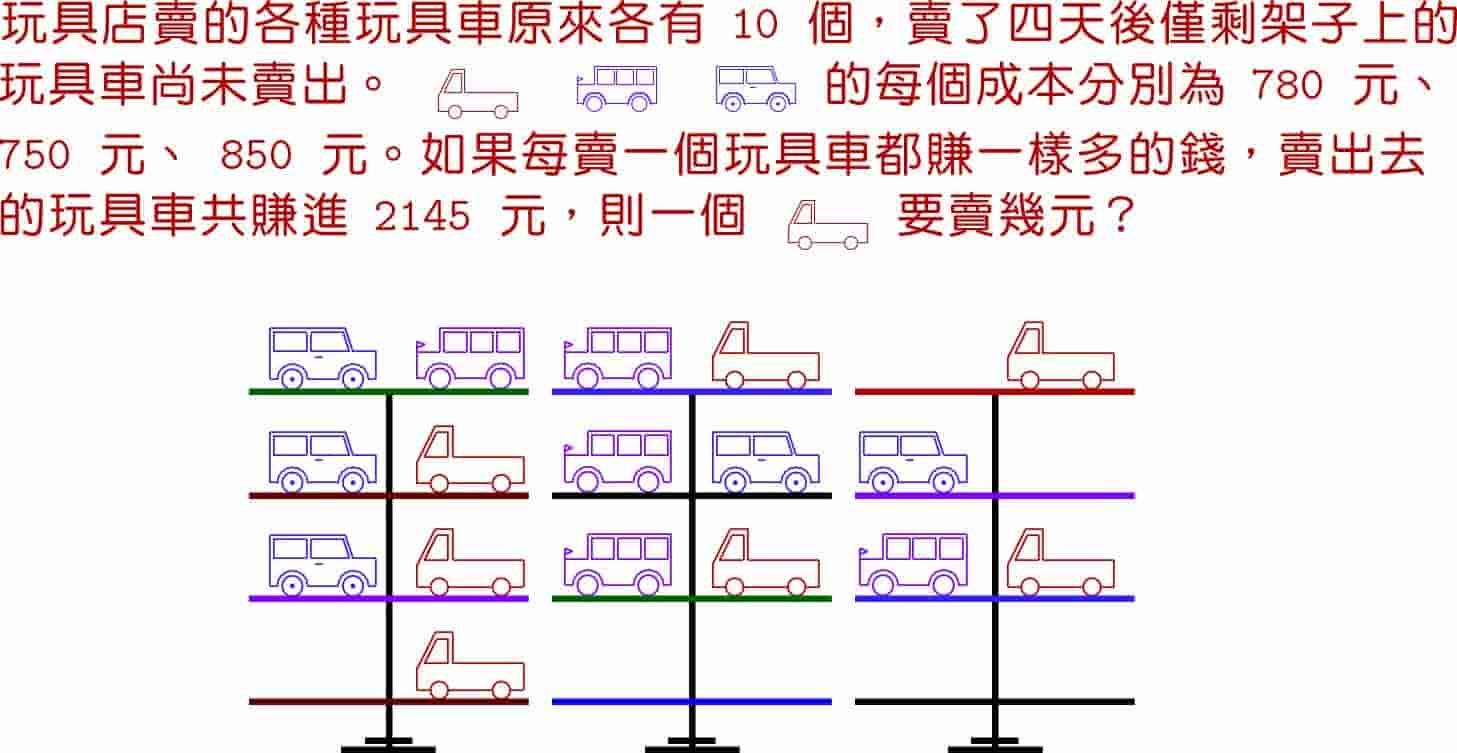 玩具店賣的各種玩具車原來各有 10 個，賣了四天後僅剩架子上的
玩具車尚未賣出。 的每個成本分別為 780 元、
750 元、 850 元。如果每賣一個玩具車都賺一樣多的錢，賣出去
的玩具車共賺進 2145 元，則一個 要賣幾元？